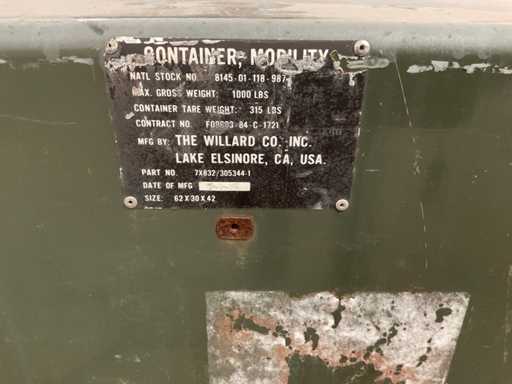 CONTAINER, MOBILITY
NATL STOCK NO. 8145-01-118-987
MAX. GROSS WEIGHT: 1000 LBS
CONTAINER TARE WEIGHT: 315 LBS
CONTRACT NO. F09603-84-C-1721
MFG BY: THE WILLARD CO., INC.
LAKE ELSINORE, CA, USA.
PART NO. 7X632/305344-1
DATE OF MFG
SIZE: 62 X 30 X 42